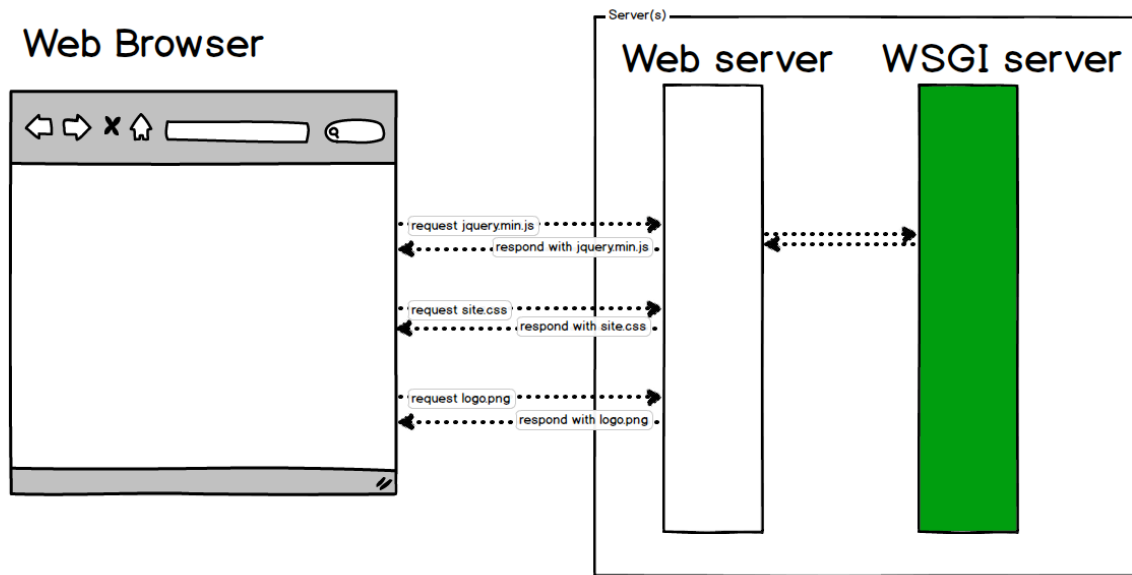 Server(s)
Web Browser
Web server
WSGI server
request jquery.min.js
respond with jquery.min.js
request site.css
respond with site.css
request logo.png
respond with logo.png